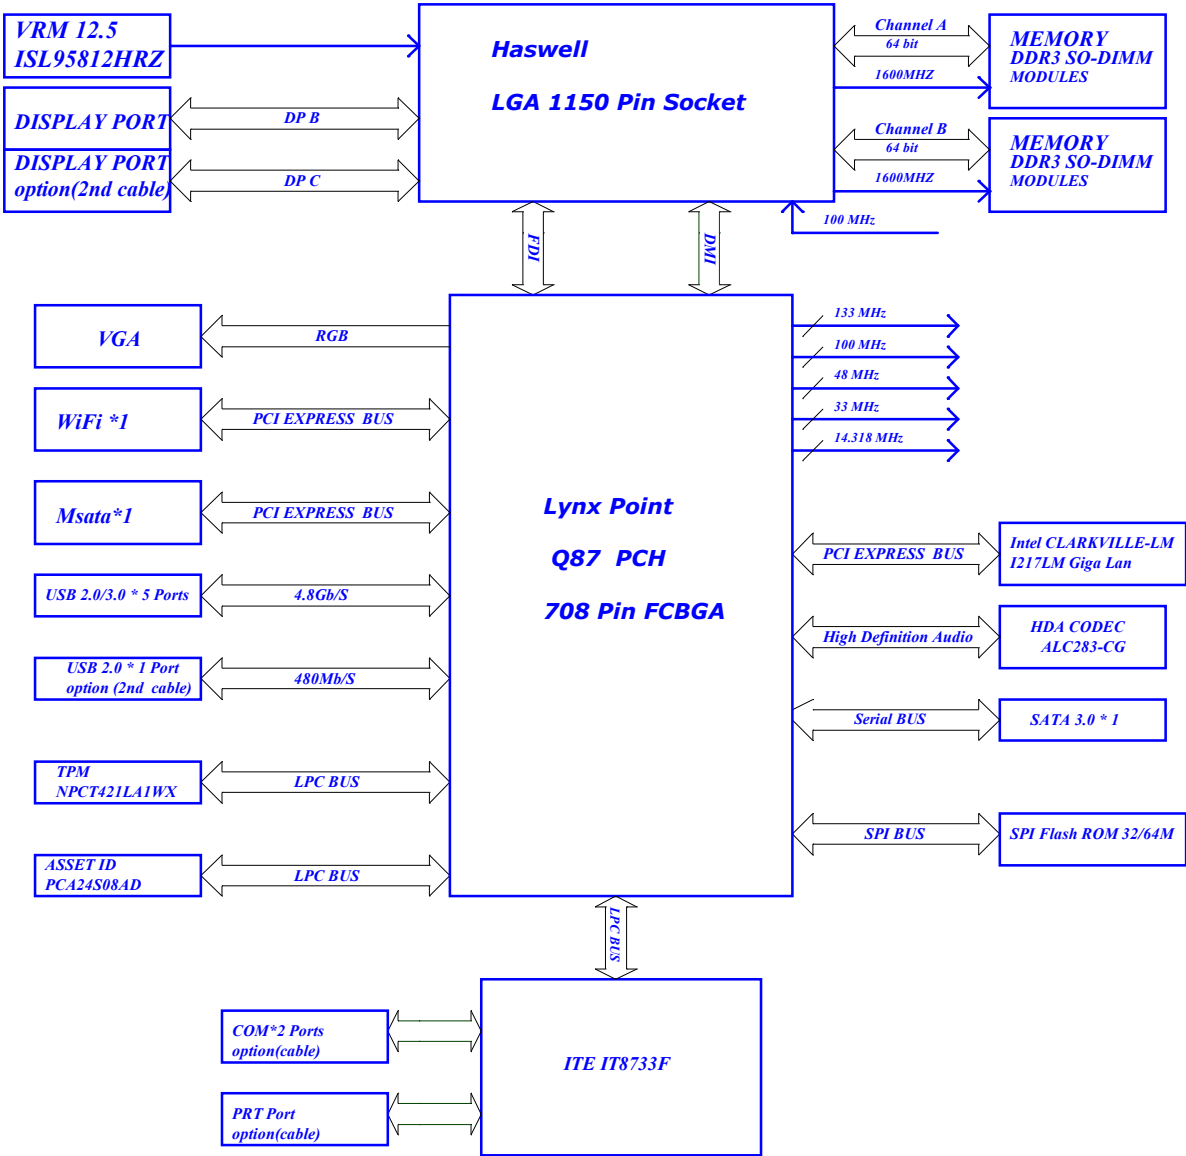 VRM 12.5
ISL95812HRZ
Haswell
LGA 1150 Pin Socket
Channel A
64 bit
1600MHZ
MEMORY
DDR3 SO-DIMM
MODULES
DISPLAY PORT
DP B
DISPLAY PORT
option(2nd cable)
DP C
Channel B
64 bit
1600MHZ
MEMORY
DDR3 SO-DIMM
MODULES
100 MHz
FDI
DMI
VGA
RGB
WiFi *1
PCI EXPRESS BUS
Msata*1
PCI EXPRESS BUS
USB 2.0/3.0 * 5 Ports
4.8Gb/S
USB 2.0 * 1 Port
option (2nd cable)
480Mb/S
TPM
NPCT421LA1WX
LPC BUS
ASSET ID
PCA24S08AD
LPC BUS
Lynx Point
Q87 PCH
708 Pin FCBGA
133 MHz
100 MHz
48 MHz
33 MHz
14.318 MHz
PCI EXPRESS BUS
Intel CLARKVILLE-LM
I217LM Giga Lan
High Definition Audio
HDA CODEC
ALC283-CG
Serial BUS
SATA 3.0 * 1
SPI BUS
SPI Flash ROM 32/64M
LPC BUS
COM*2 Ports
option(cable)
PRT Port
option(cable)
ITE IT8733F